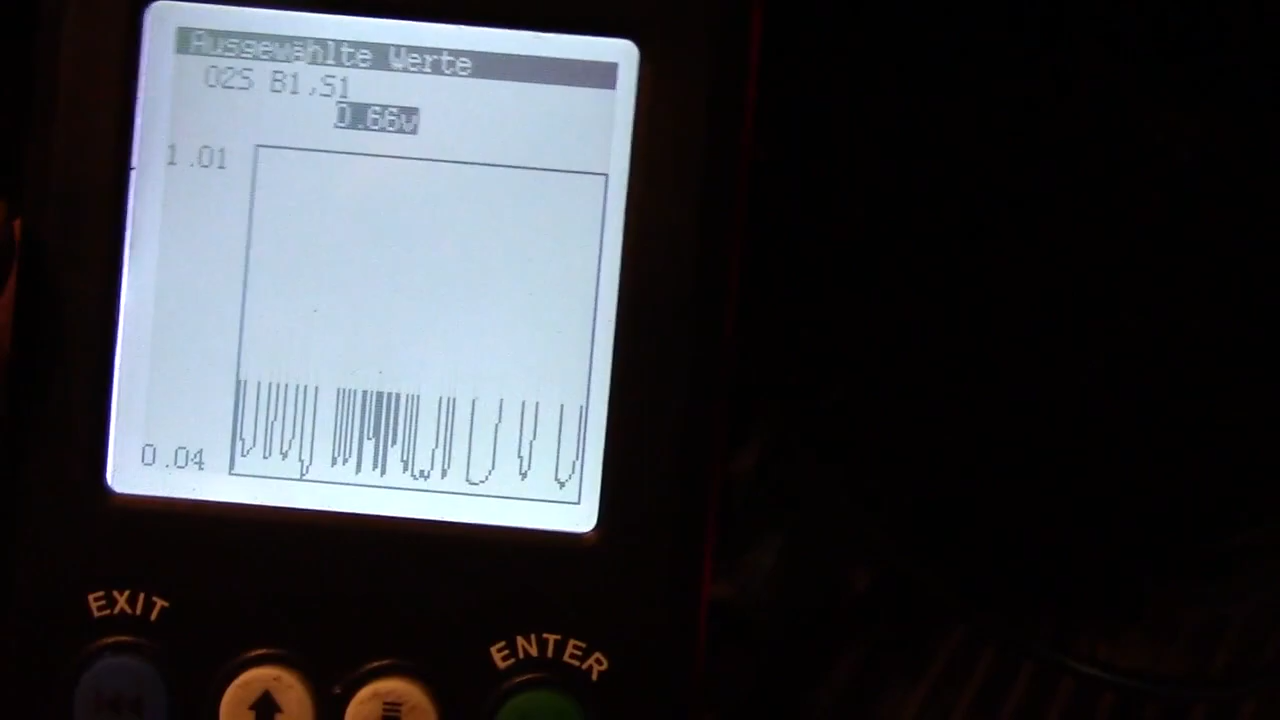 Ausgewählte Werte
O2S B1,S1
0.66v
1.01
0.04
EXIT
ENTER